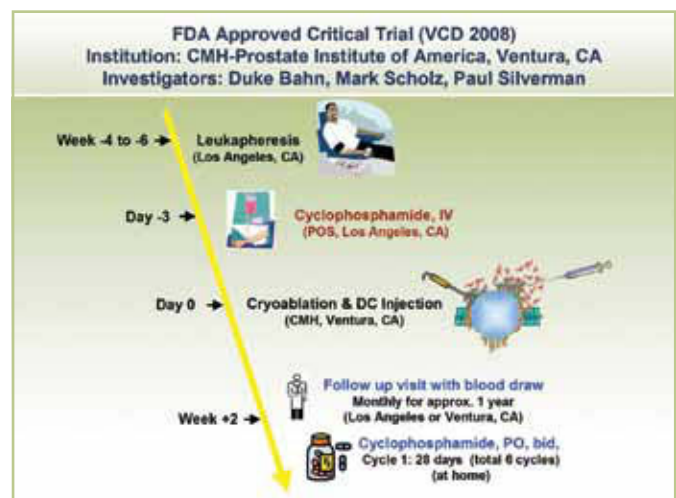 FDA Approved Critical Trial (VCD 2008)
Institution: CMH-Prostate Institute of America, Ventura, CA
Investigators: Duke Bahn, Mark Scholz, Paul Silverman
Week -4 to -6
Leukapheresis
(Los Angeles, CA)
Day -3
Cyclophosphamide, IV
(POS, Los Angeles, CA)
Day 0
Cryoablation & DC Injection
(CMH, Ventura, CA)
Follow up visit with blood draw
Monthly for approx. 1 year
(Los Angeles or Ventura, CA)
Week +2
Cyclophosphamide, PO, bid,
Cycle 1: 28 days (total 6 cycles)
(at home)